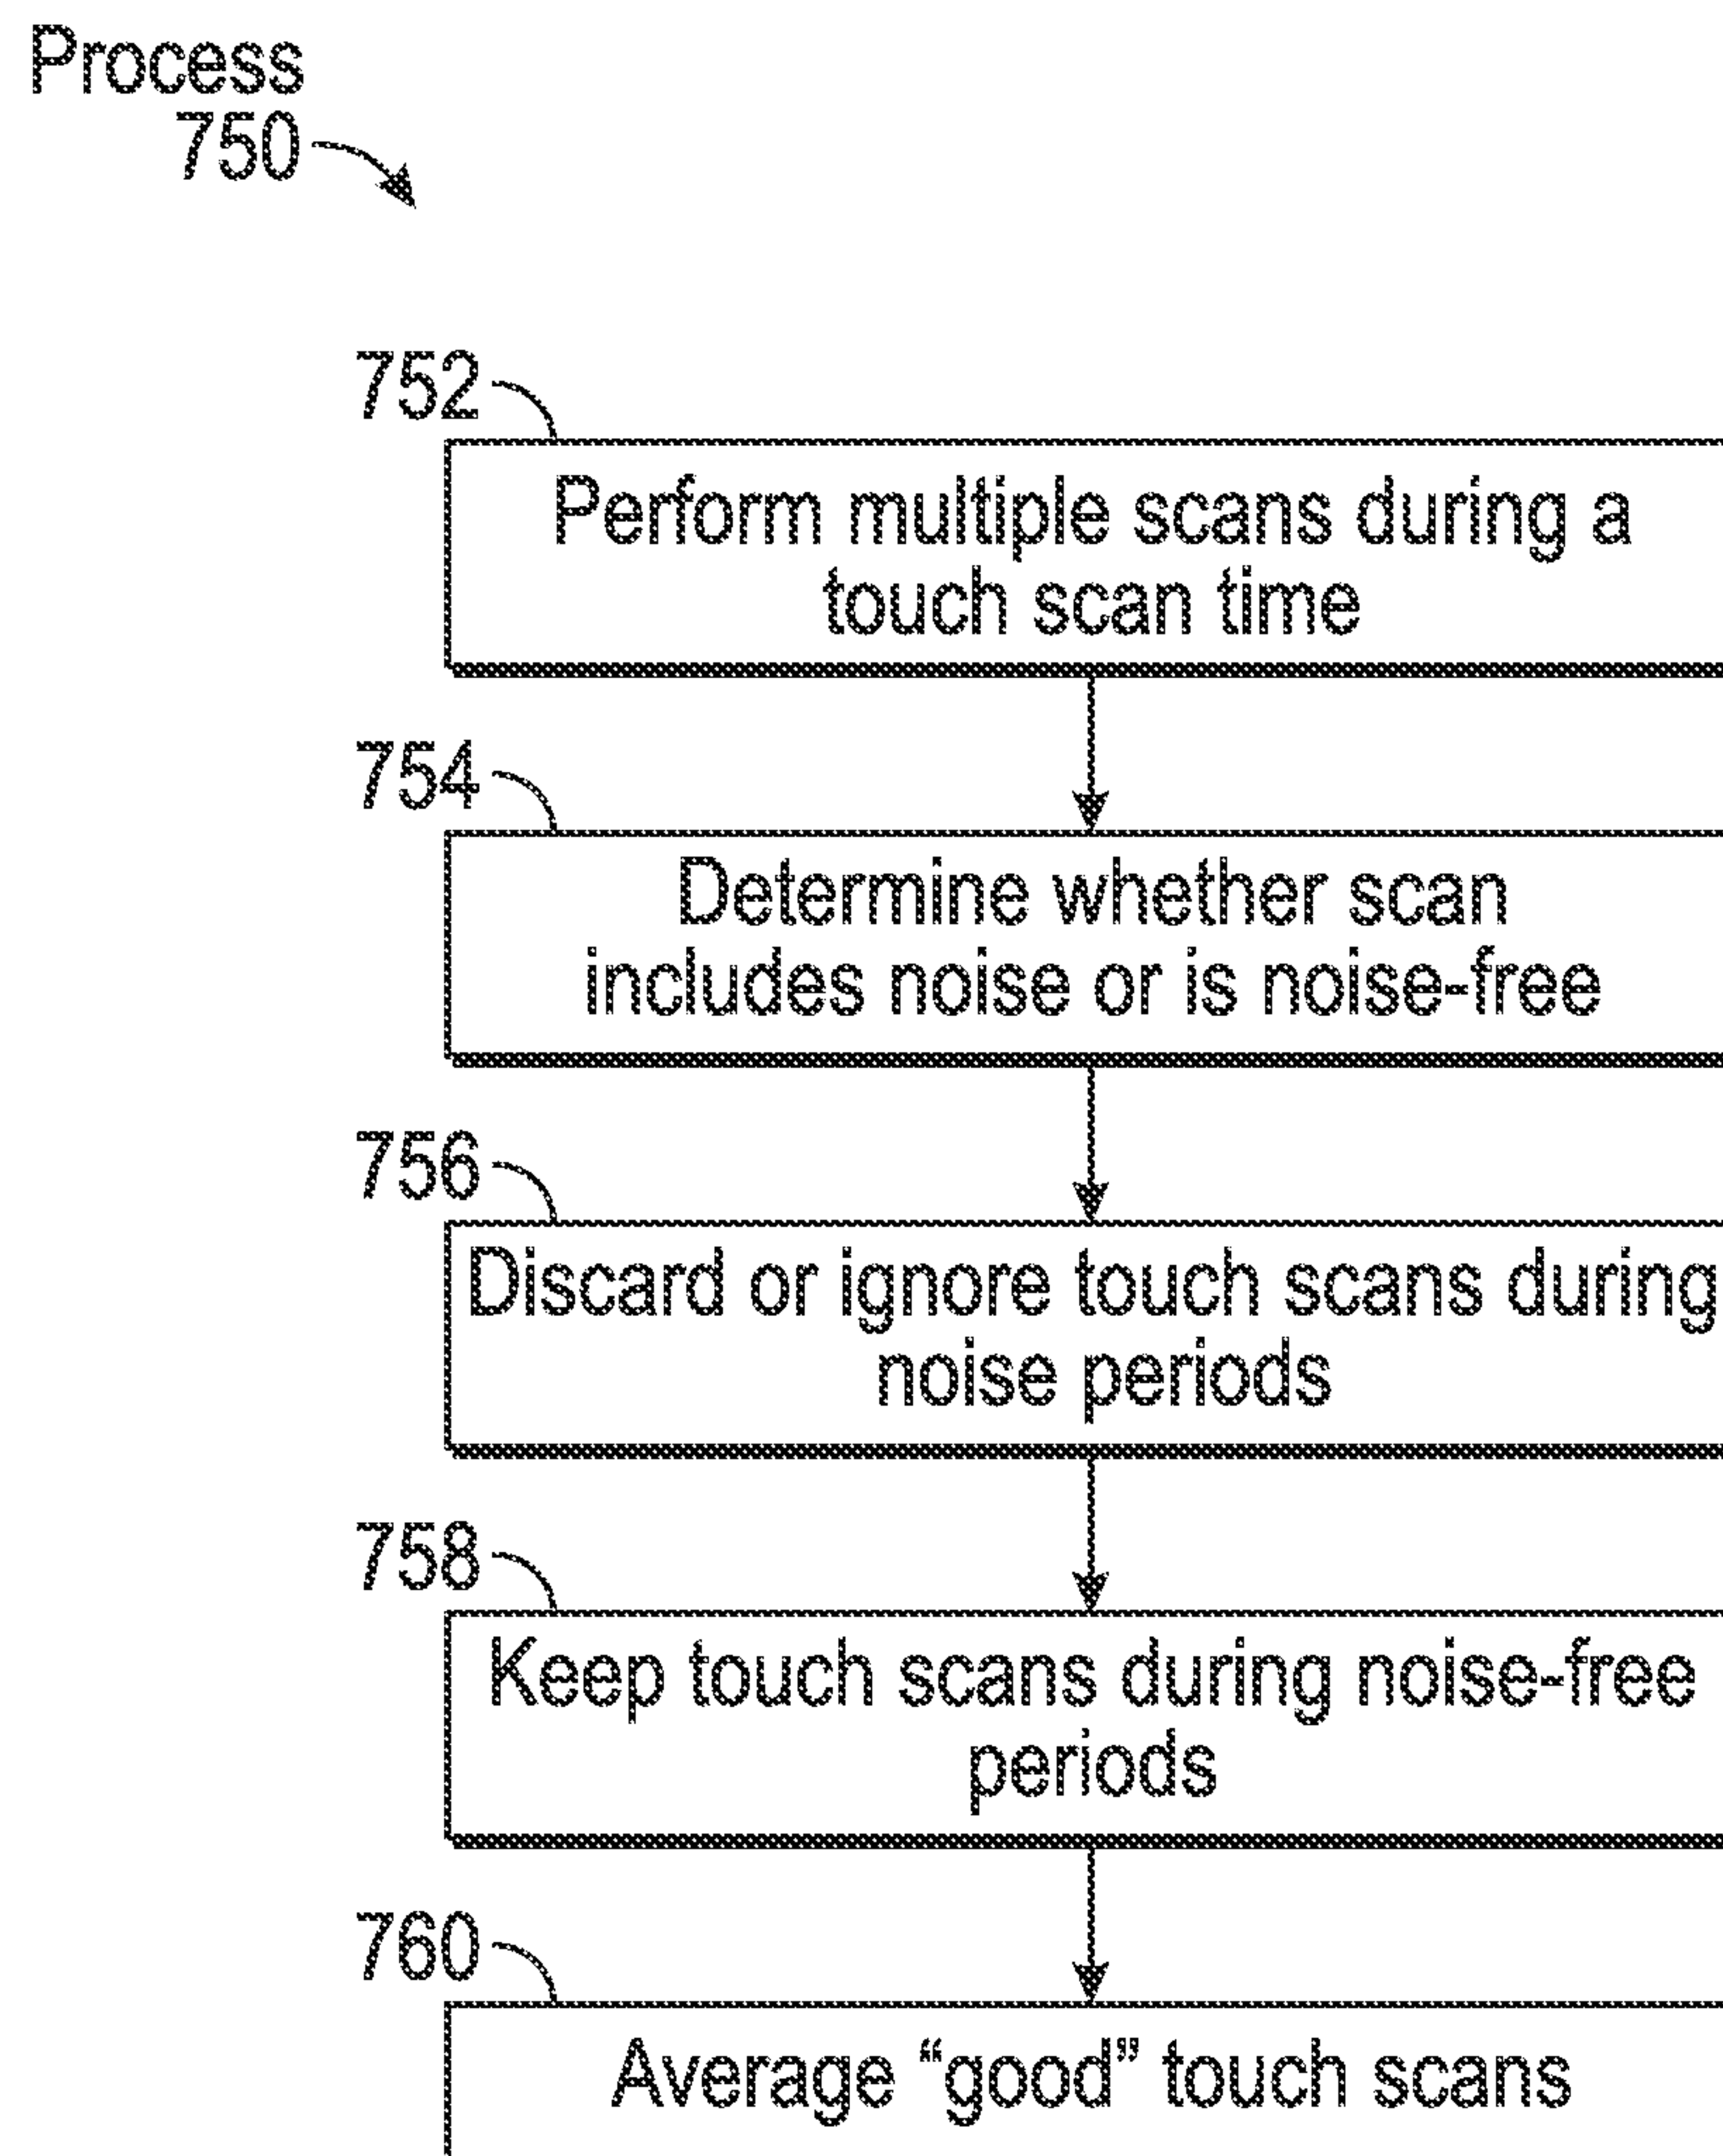 Process
750
752
Perform multiple scans during a
touch scan time
754
Determine whether scan
includes noise or is noise-free
756
Discard or ignore touch scans during
noise periods
758
Keep touch scans during noise-free
periods
760
Average “good” touch scans